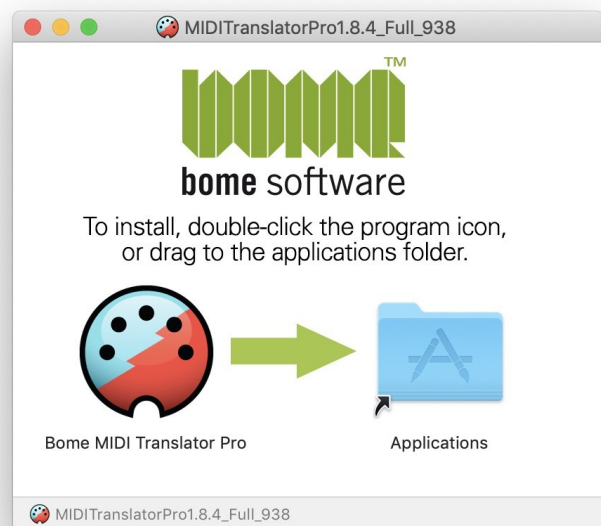 MIDITranslatorPro1.8.4_Full_938
bome™
bome software
To install, double-click the program icon,
or drag to the applications folder.
Bome MIDI Translator Pro
Applications
MIDITranslatorPro1.8.4_Full_938